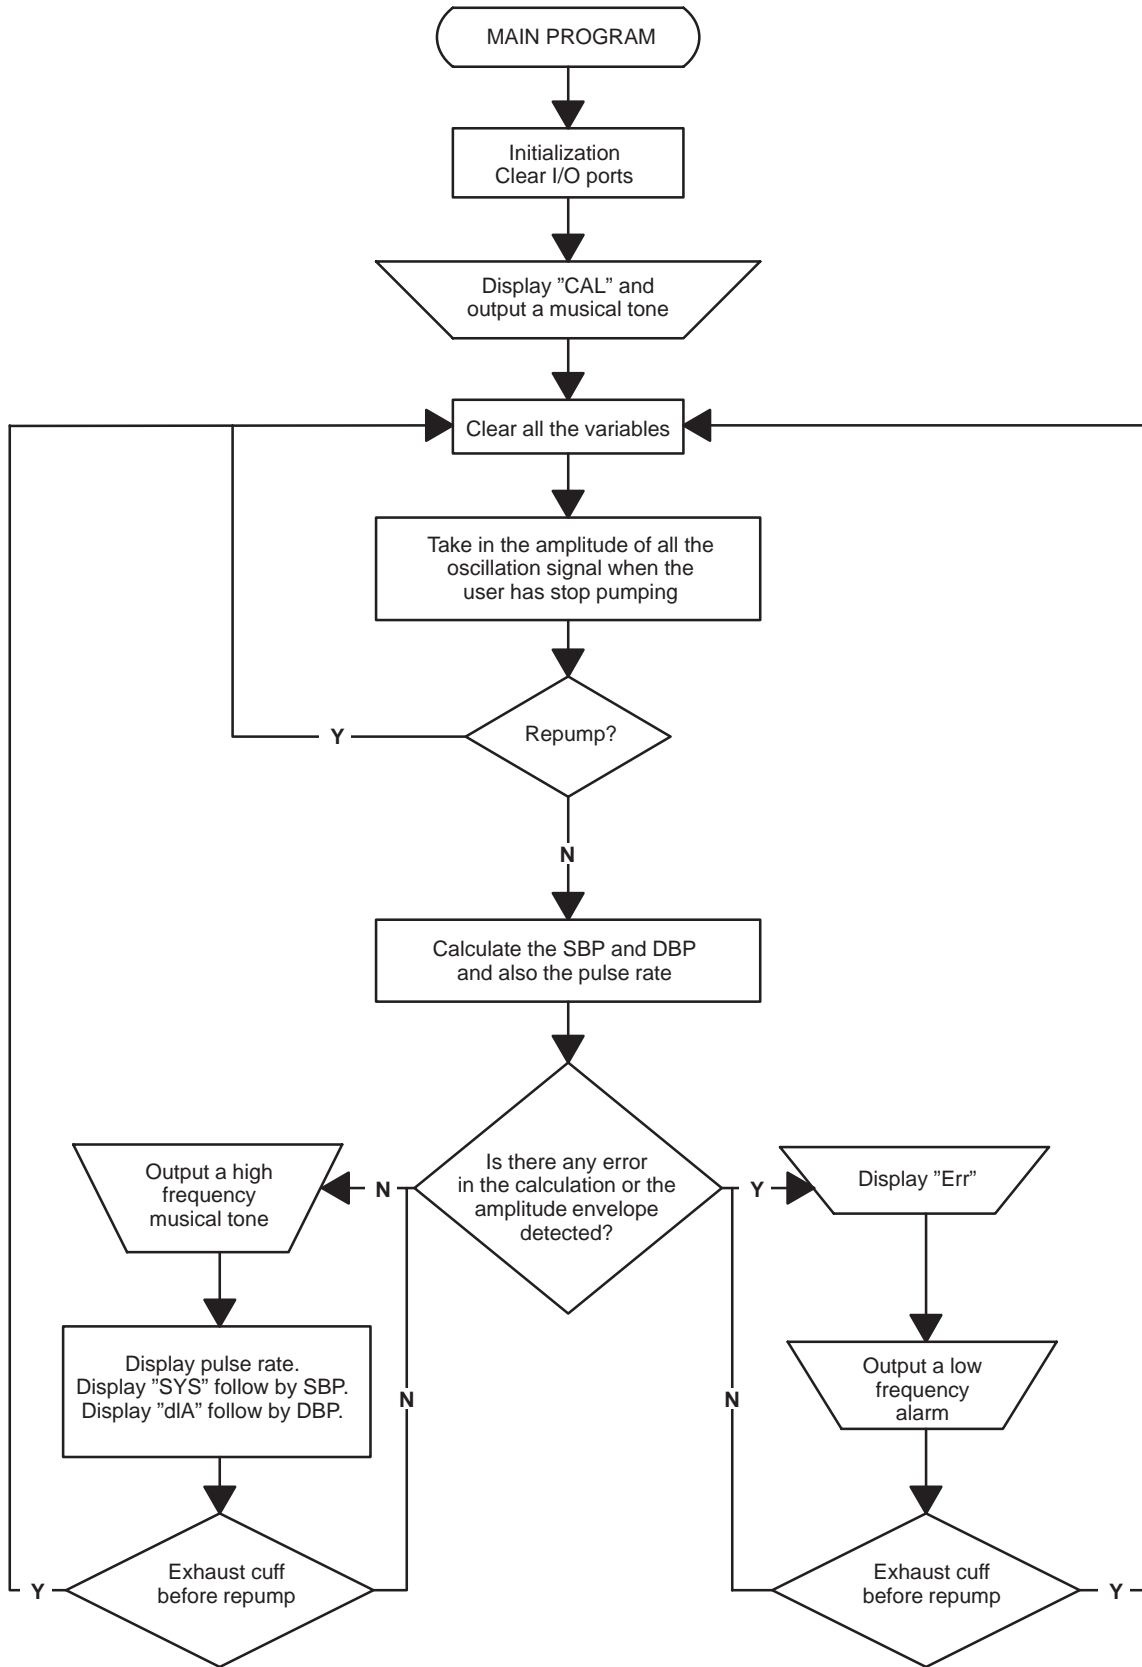 MAIN PROGRAM
Initialization
Clear I/O ports
Display ”CAL” and
output a musical tone
Clear all the variables
Take in the amplitude of all the
oscillation signal when the
user has stop pumping
Repump?
Y
N
Calculate the SBP and DBP
and also the pulse rate
Is there any error
in the calculation or the
amplitude envelope
detected?
N
Y
Output a high
frequency
musical tone
Display ”Err”
Display pulse rate.
Display ”SYS” follow by SBP.
Display ”dIA” follow by DBP.
N
N
Output a low
frequency
alarm
Exhaust cuff
before repump
Y
Exhaust cuff
before repump
Y